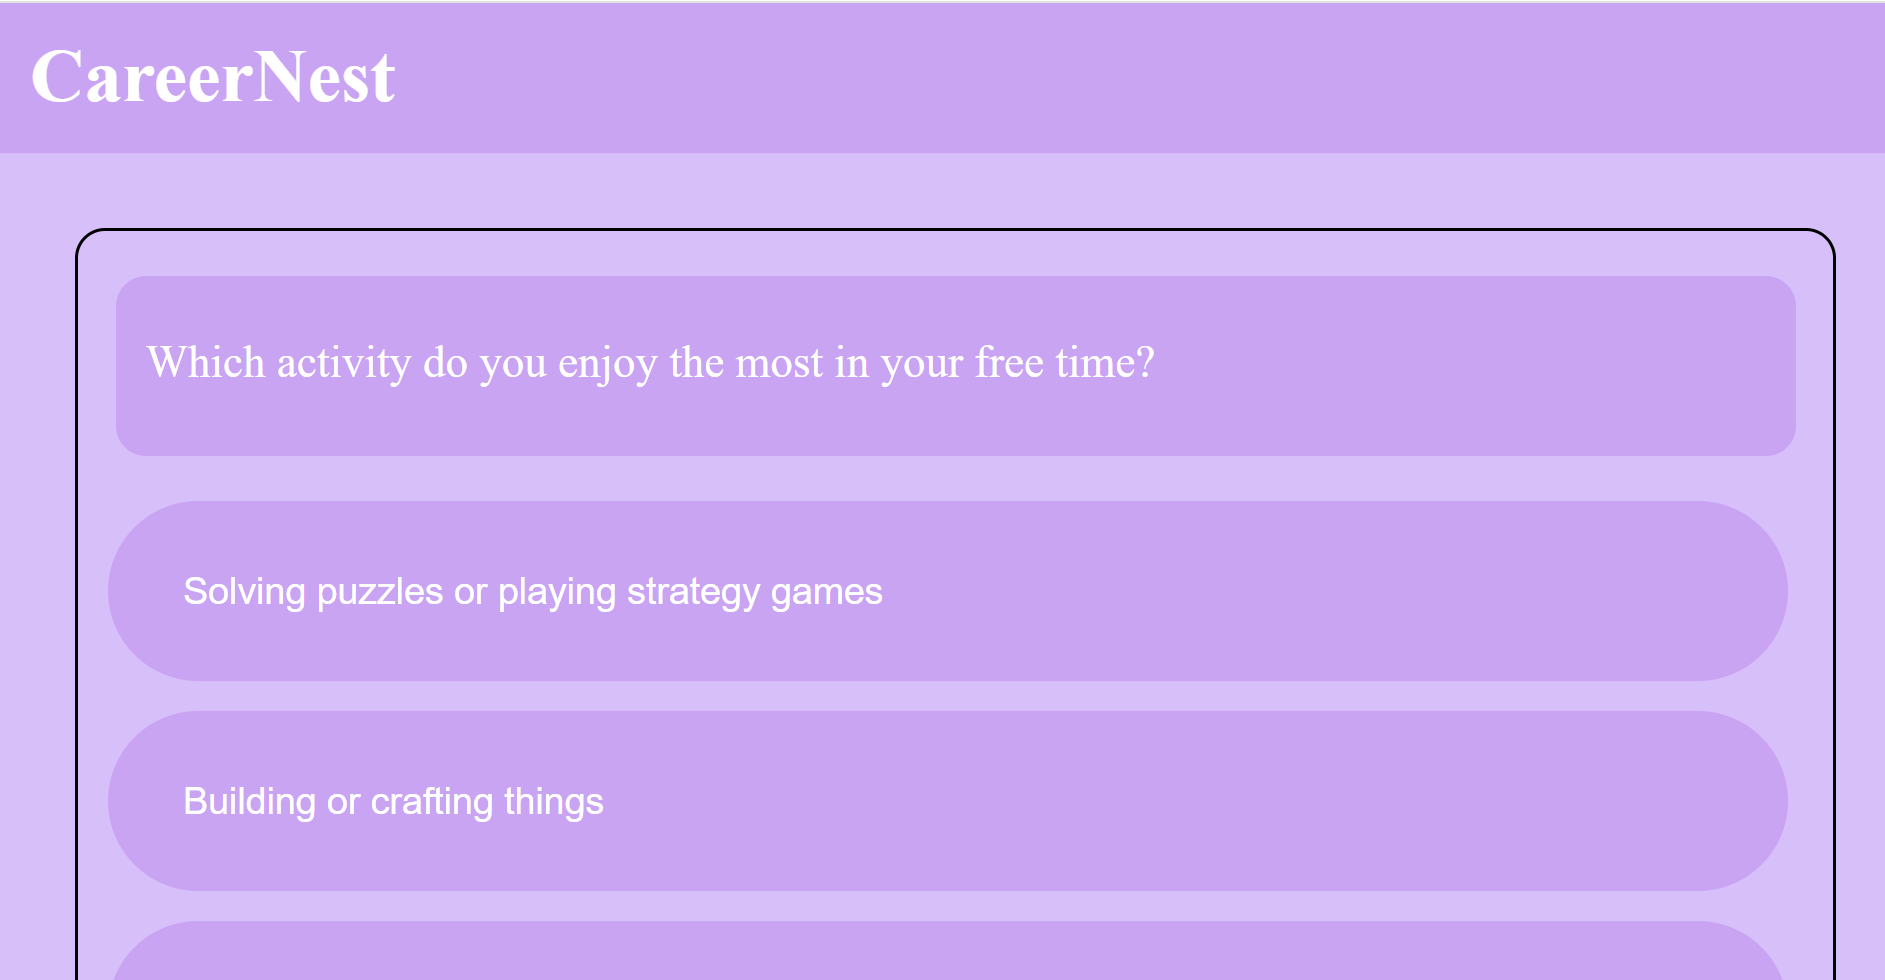 CareerNest
Which activity do you enjoy the most in your free time?
Solving puzzles or playing strategy games
Building or crafting things